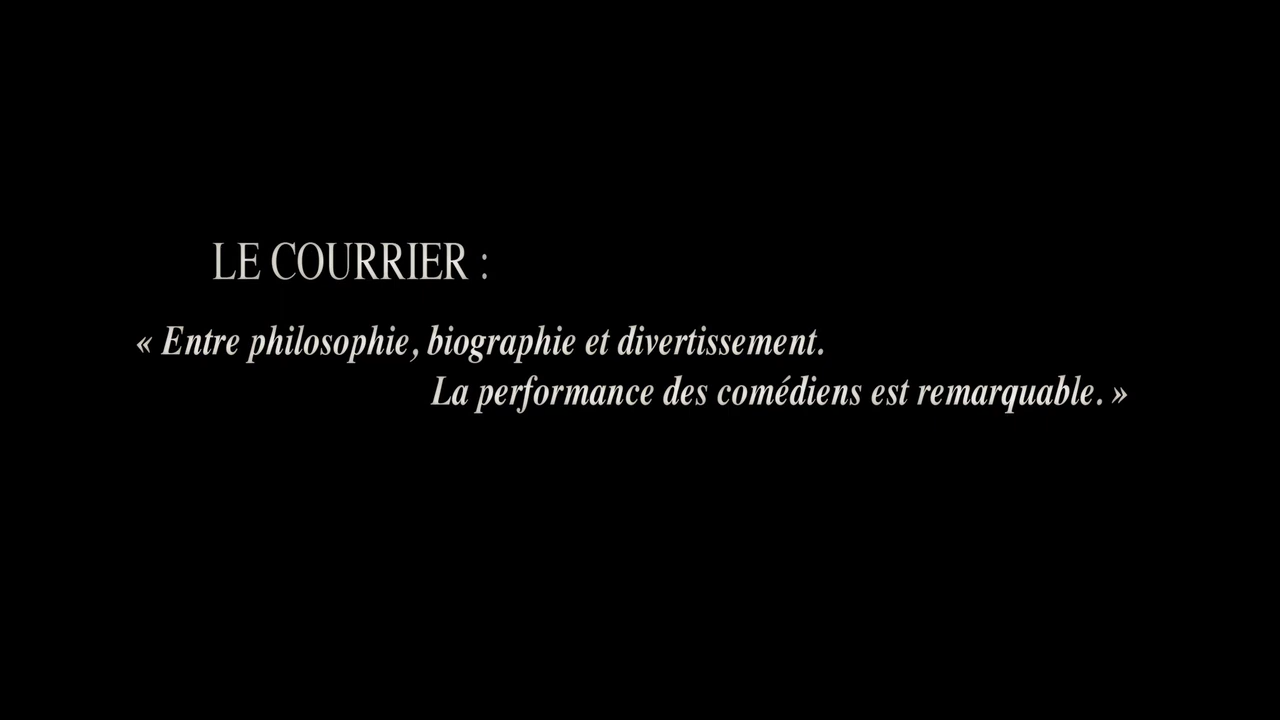 LE COURRIER :
« Entre philosophie, biographie et divertissement.
La performance des comédiens est remarquable. »